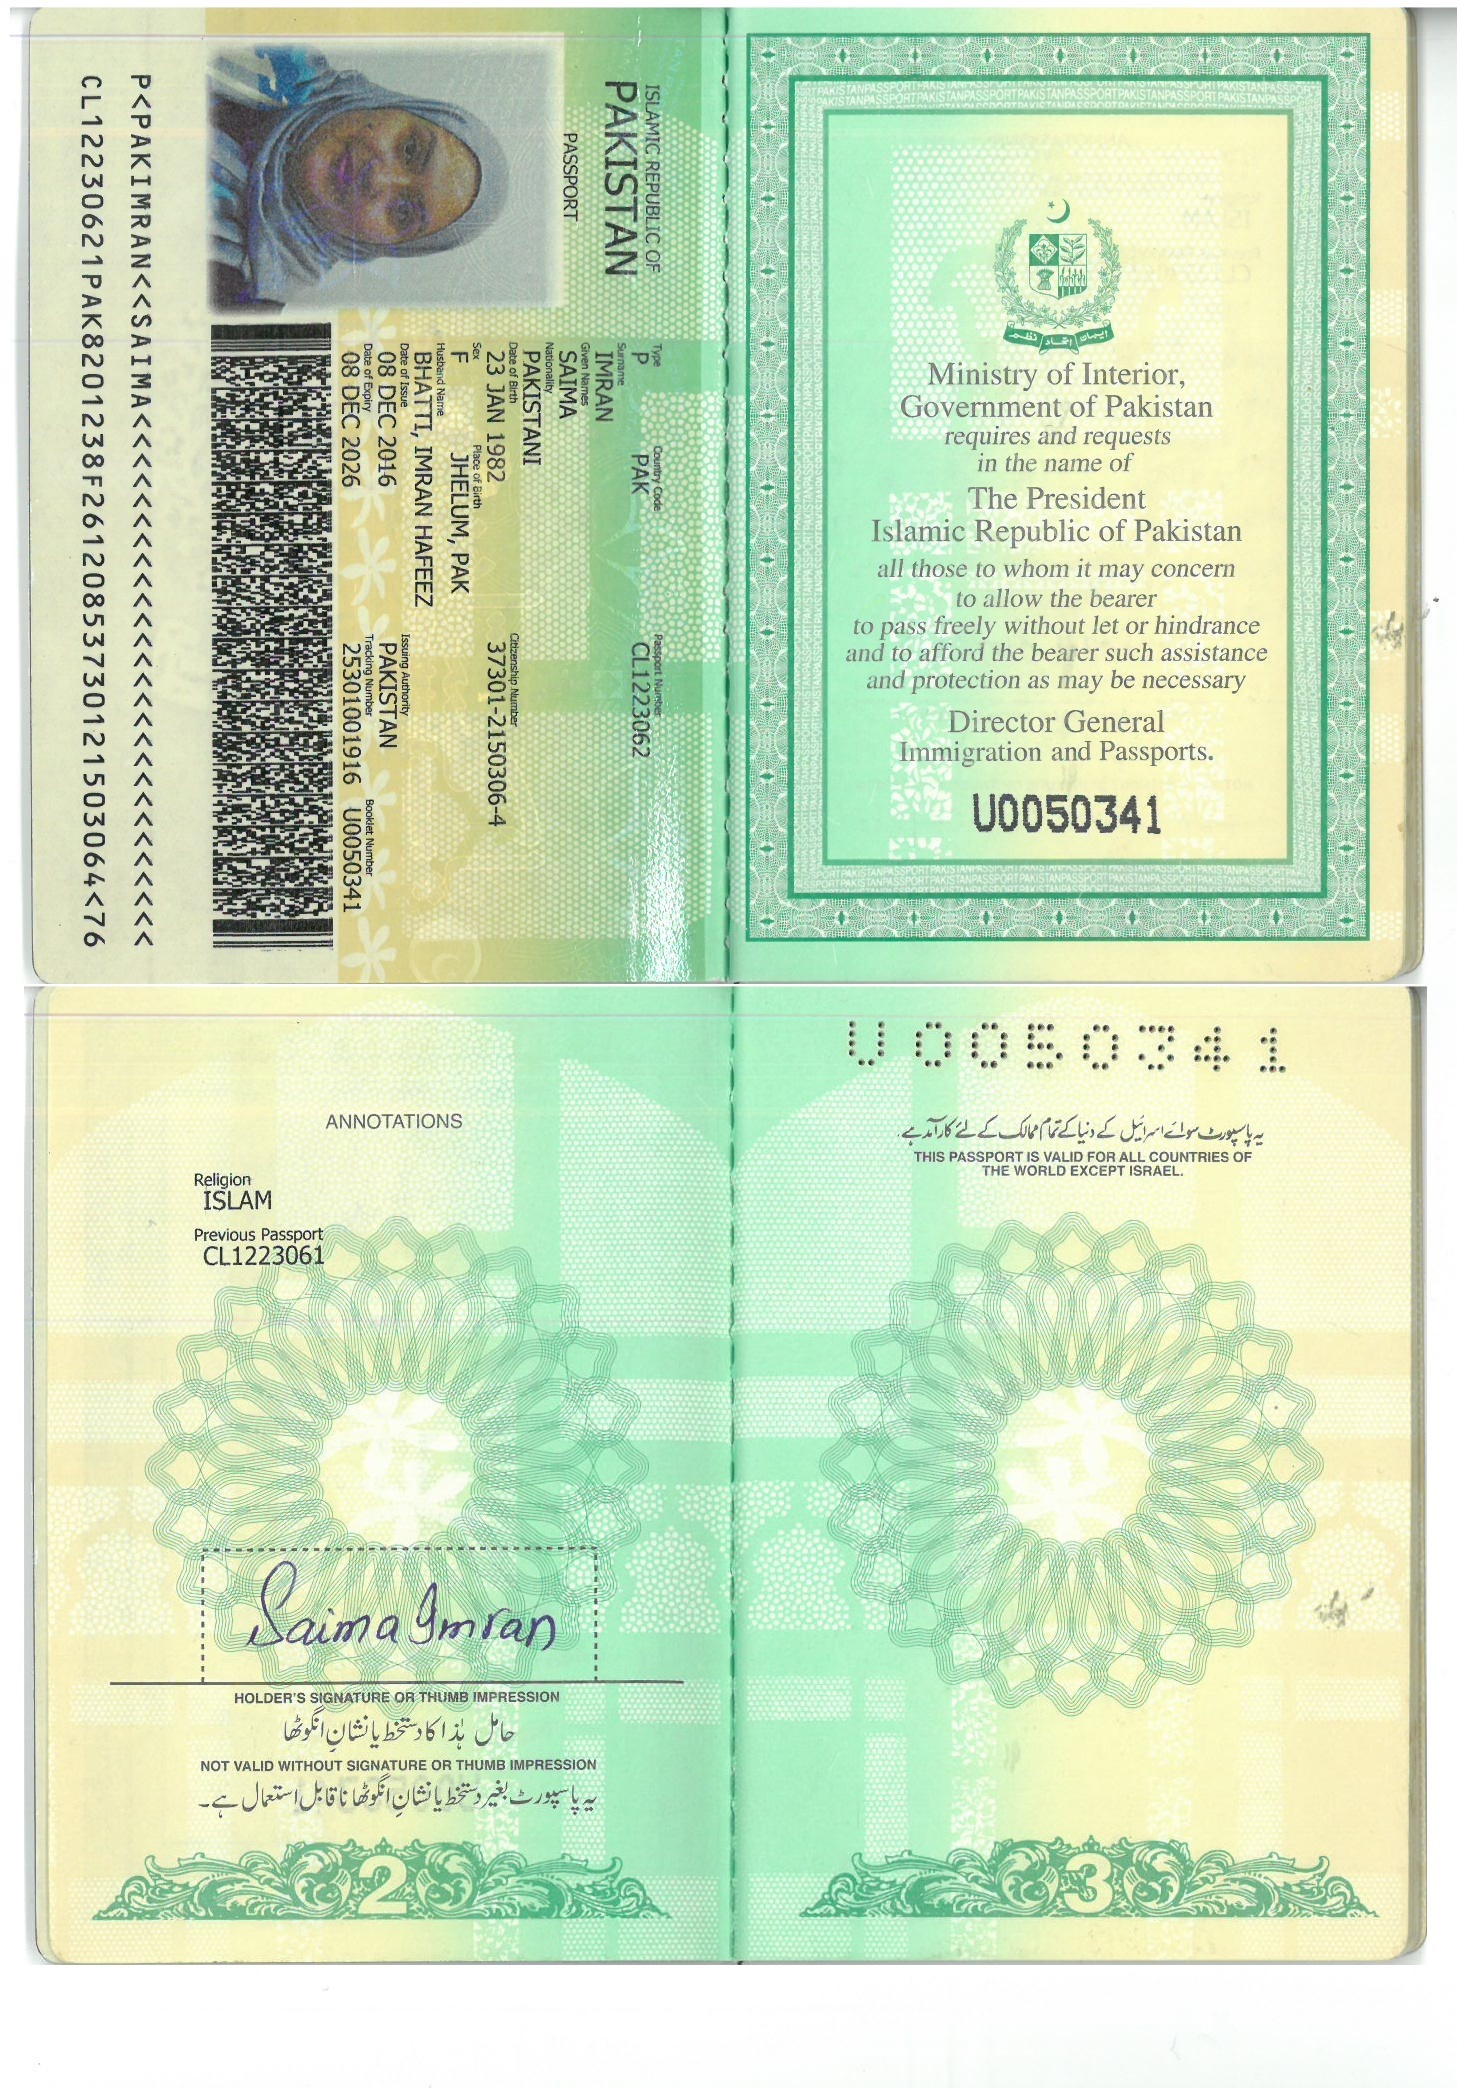 ISLAMIC REPUBLIC OF
PAKISTAN
PASSPORT
Type
P
Country Code
PAK
Passport Number
CL1223062
Surname
IMRAN
Given Names
SAIMA
Nationality
PAKISTANI
Date of Birth
23 JAN 1982
Citizenship Number
37301-2150306-4
Sex
F
Place of Birth
JHELUM, PAK
Husband Name
BHATTI, IMRAN HAFEEZ
Date of Issue
08 DEC 2016
Issuing Authority
PAKISTAN
Date of Expiry
08 DEC 2026
Tracking Number
25301001916
Booklet Number
U0050341
P<PAKIMRAN<<SAIMA<<<<<<<<<<<<<<<<<<<<<<<<<<<
CL12230621PAK8201238F26120853730121503064<76
ایمان اتحاد نظم
Ministry of Interior,
Government of Pakistan
requires and requests
in the name of
The President
Islamic Republic of Pakistan
all those to whom it may concern
to allow the bearer
to pass freely without let or hindrance
and to afford the bearer such assistance
and protection as may be necessary
Director General
Immigration and Passports.
U0050341
ANNOTATIONS
Religion
ISLAM
Previous Passport
CL1223061
Saima Imran
HOLDER'S SIGNATURE OR THUMB IMPRESSION
حامل ہٰذا کا دستخط یا نشانِ انگوٹھا
NOT VALID WITHOUT SIGNATURE OR THUMB IMPRESSION
یہ پاسپورٹ بغیر دستخط یا نشانِ انگوٹھا ناقابل استعمال ہے۔
2
U0050341
یہ پاسپورٹ سوائے اسرائیل کے دنیا کے تمام ممالک کے لئے کارآمد ہے۔
THIS PASSPORT IS VALID FOR ALL COUNTRIES OF
THE WORLD EXCEPT ISRAEL.
3